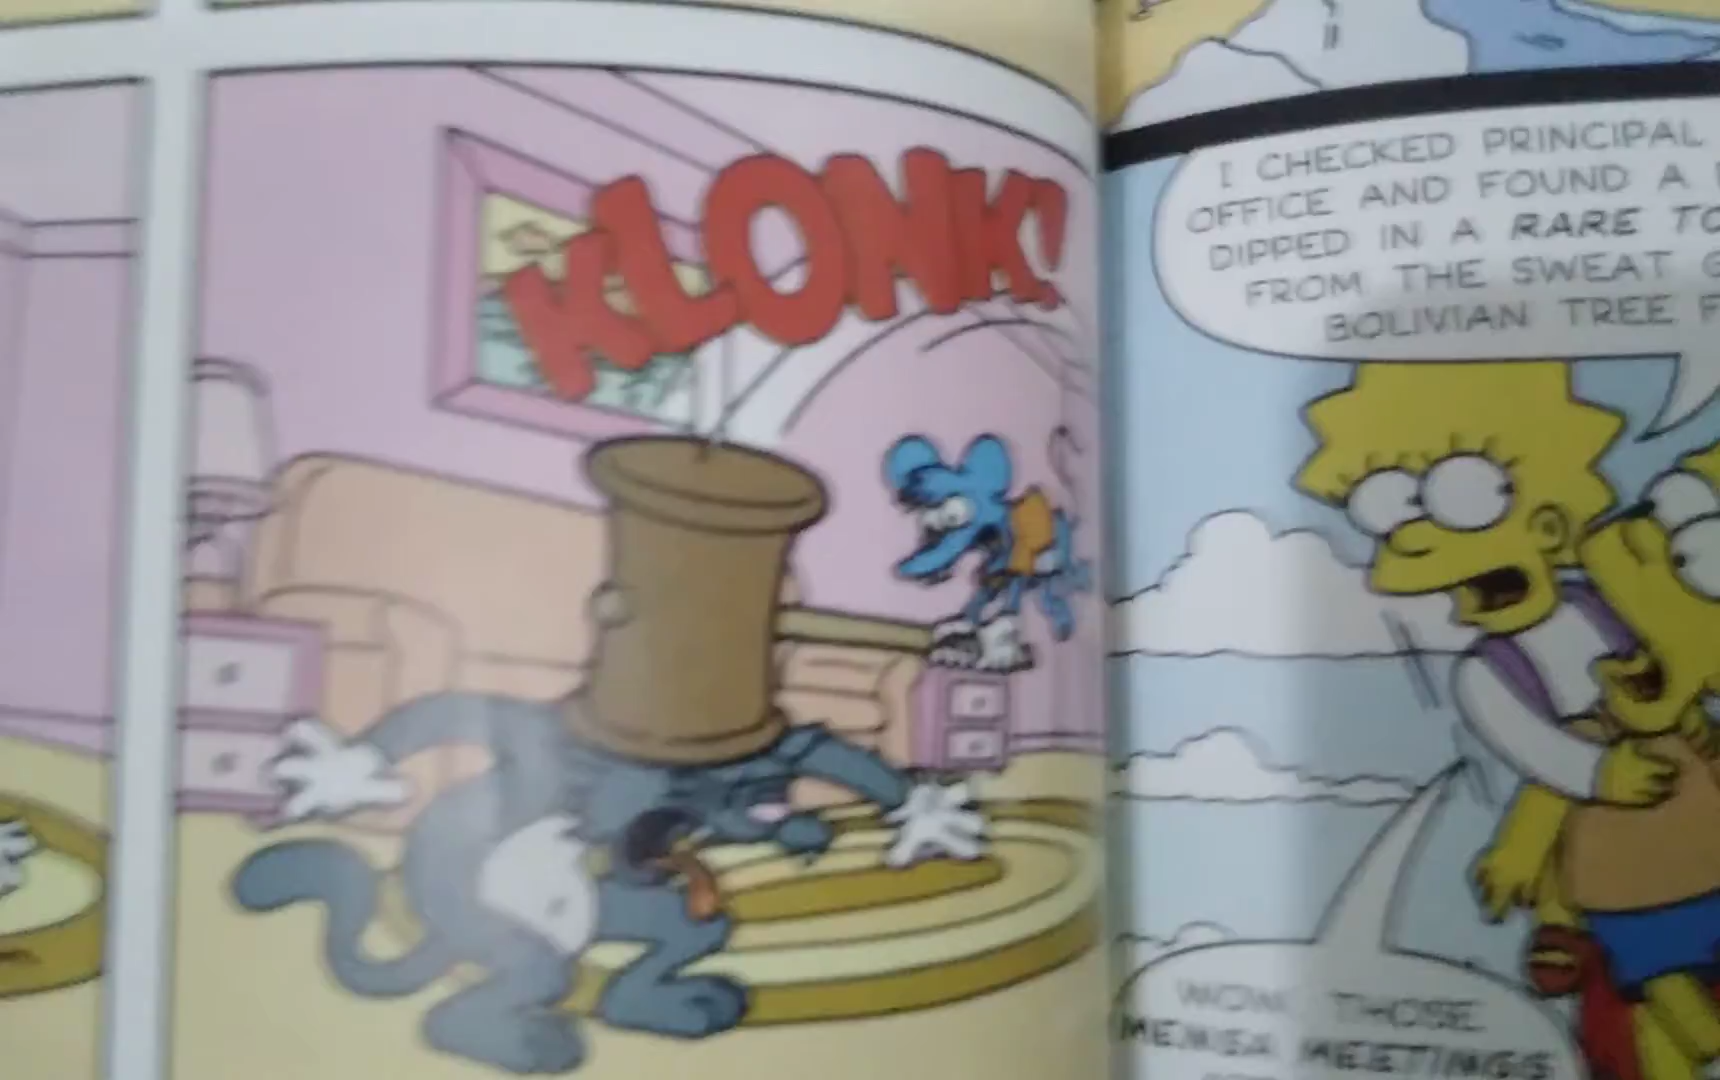 KLONK!
I CHECKED PRINCIPAL
OFFICE AND FOUND A
DIPPED IN A RARE
FROM THE SWEAT
BOLIVIAN TREE
WOW THOSE
MENSA MEETINGS